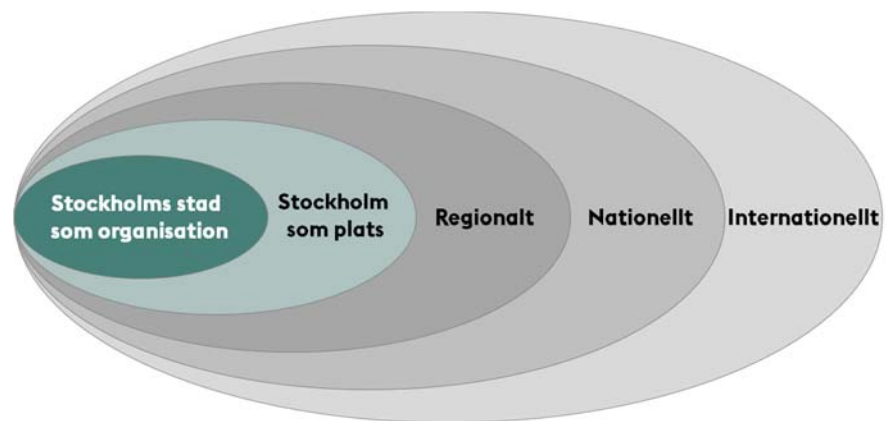 Stockholms stad
som organisation
Stockholm
som plats
Regionalt
Nationellt
Internationellt